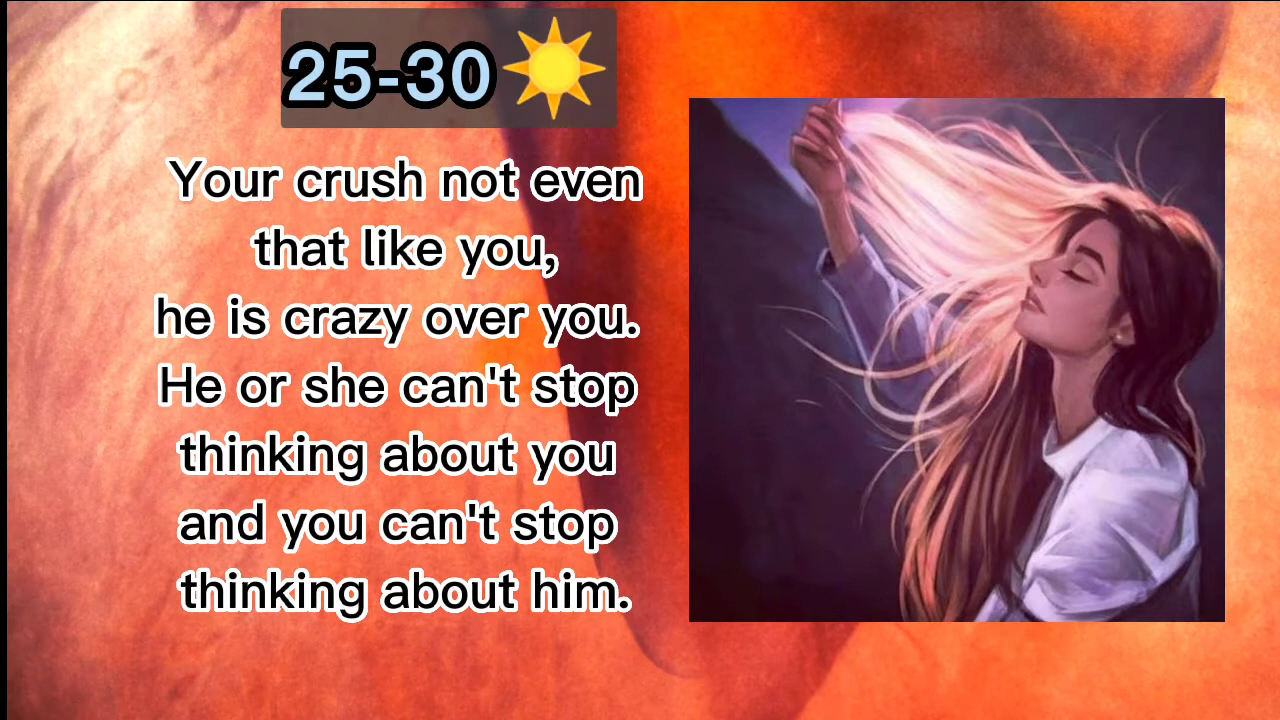 25-30☀️
Your crush not even
that like you,
he is crazy over you.
He or she can't stop
thinking about you
and you can't stop
thinking about him.